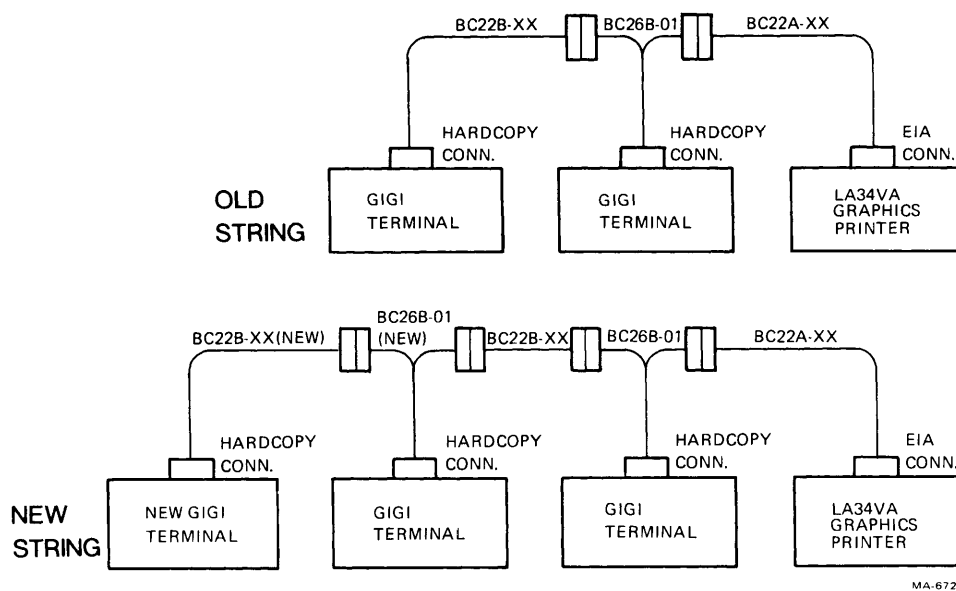 BC22B-XX BC26B-01 BC22A-XX
HARDCOPY CONN.
HARDCOPY CONN.
EIA CONN.
OLD STRING
GIGI TERMINAL
GIGI TERMINAL
LA34VA GRAPHICS PRINTER
BC22B-XX(NEW)
BC26B-01 (NEW)
BC22B-XX
BC26B-01
BC22A-XX
HARDCOPY CONN.
HARDCOPY CONN.
HARDCOPY CONN.
EIA CONN.
NEW STRING
NEW GIGI TERMINAL
GIGI TERMINAL
GIGI TERMINAL
LA34VA GRAPHICS PRINTER
MA-672